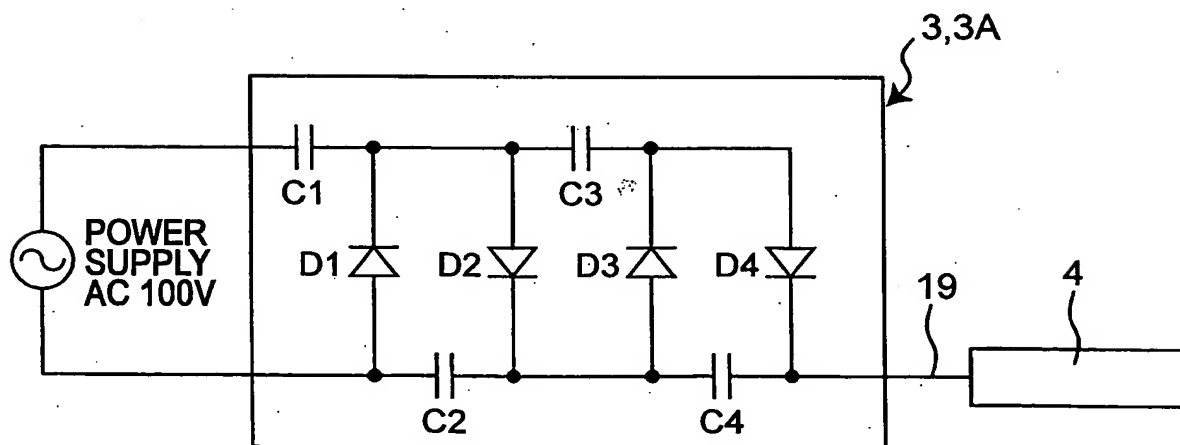 3,3A
C1
C3
POWER
SUPPLY
AC 100V
D1
D2
D3
D4
19
4
C2
C4